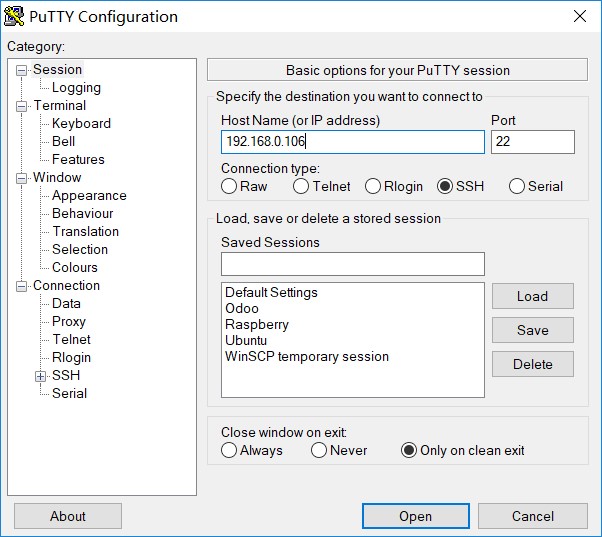 PuTTY Configuration
Category:
Session
Logging
Terminal
Keyboard
Bell
Features
Window
Appearance
Behaviour
Translation
Selection
Colours
Connection
Data
Proxy
Telnet
Rlogin
SSH
Serial
Basic options for your PuTTY session
Specify the destination you want to connect to
Host Name (or IP address) Port
192.168.0.106 22
Connection type:
Raw Telnet Rlogin SSH Serial
Load, save or delete a stored session
Saved Sessions
Default Settings
Odoo
Raspberry
Ubuntu
WinSCP temporary session
Load
Save
Delete
Close window on exit:
Always Never Only on clean exit
About Open Cancel